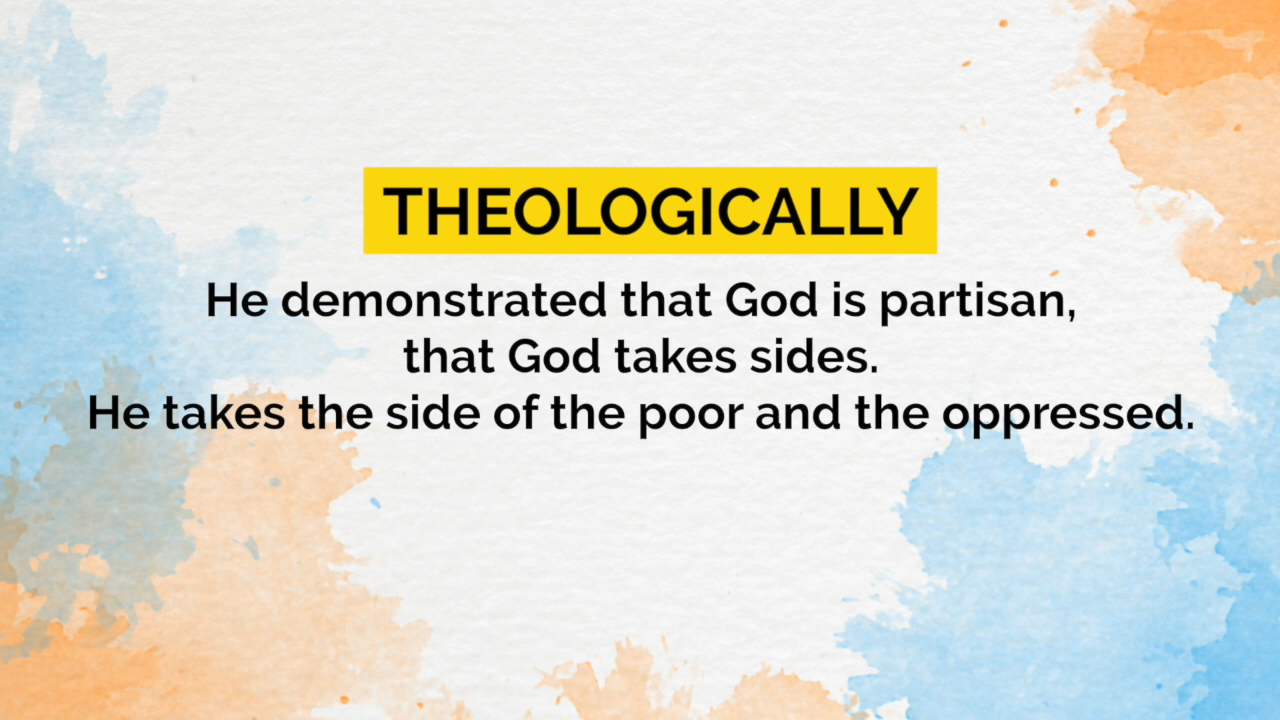 THEOLOGICALLY
He demonstrated that God is partisan,
that God takes sides.
He takes the side of the poor and the oppressed.